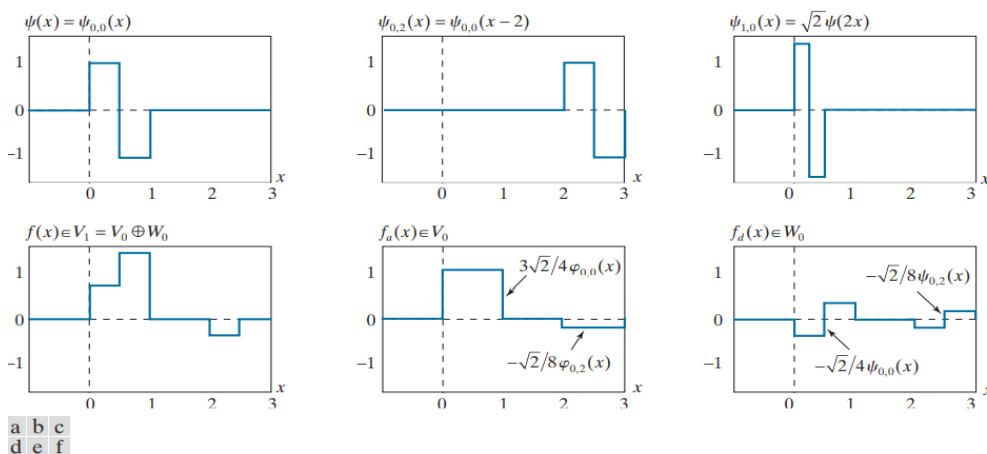 ψ(x) = ψ₀,₀(x)
1
0
−1
0 1 2 3
x
ψ₀,₂(x) = ψ₀,₀(x − 2)
1
0
−1
0 1 2 3
x
ψ₁,₀(x) = √2 ψ(2x)
1
0
−1
0 1 2 3
x
f(x) ∈ V₁ = V₀ ⊕ W₀
1
0
−1
0 1 2 3
x
fₐ(x) ∈ V₀
3√2/4 φ₀,₀(x)
−√2/8 φ₀,₂(x)
1
0
−1
0 1 2 3
x
f_d(x) ∈ W₀
−√2/8 ψ₀,₂(x)
−√2/4 ψ₀,₀(x)
1
0
−1
0 1 2 3
x
a b c
d e f